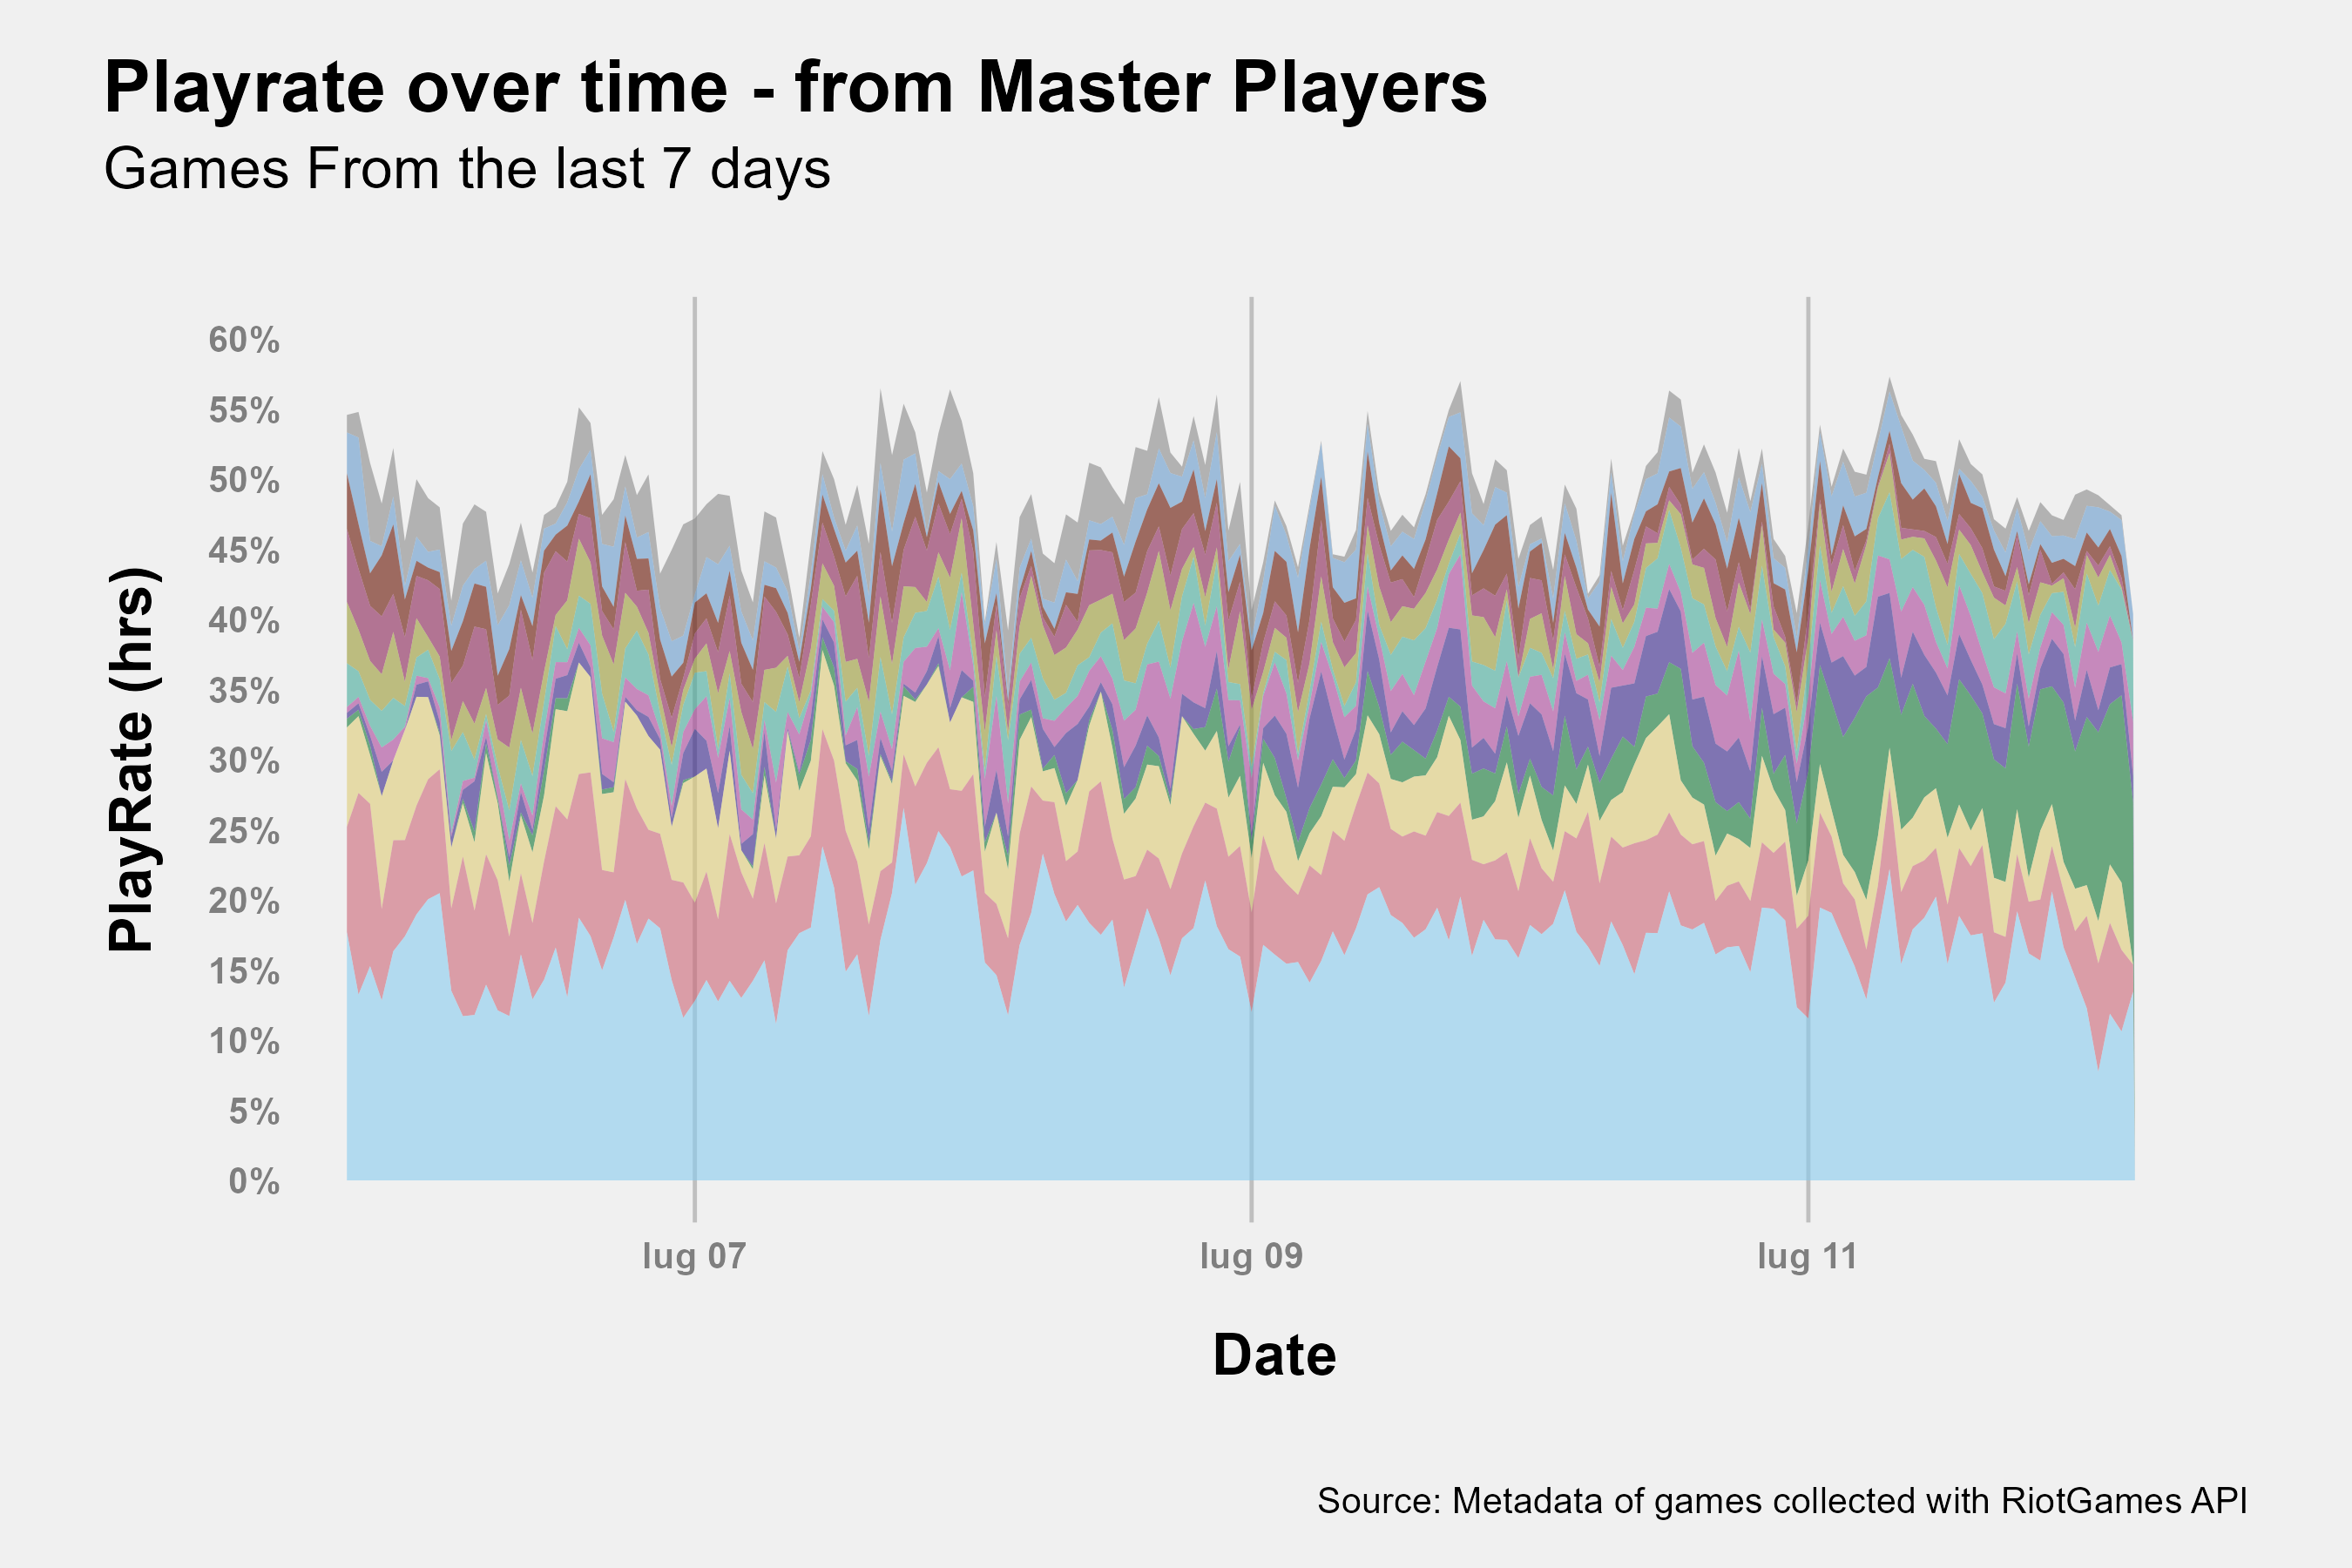 Playrate over time - from Master Players
Games From the last 7 days
60%
55%
50%
45%
40%
35%
30%
25%
20%
15%
10%
5%
0%
PlayRate (hrs)
lug 07
lug 09
lug 11
Date
Source: Metadata of games collected with RiotGames API